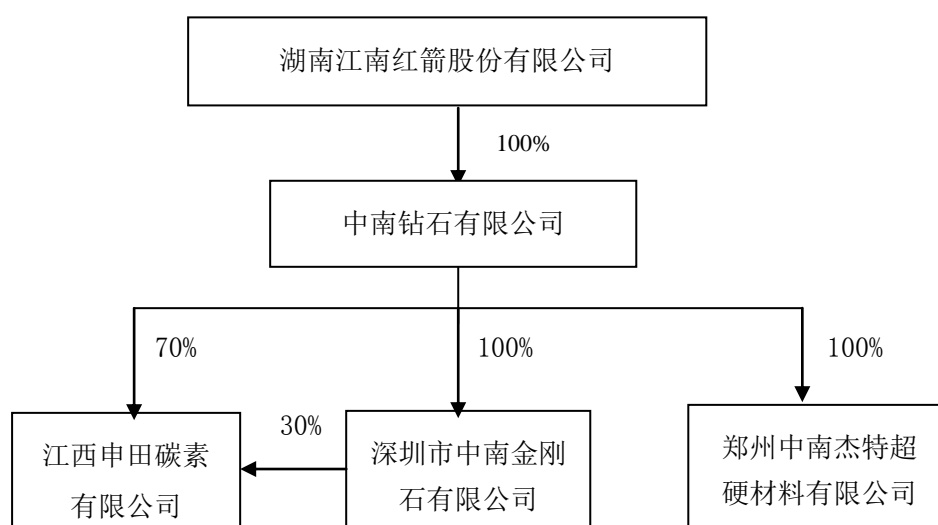 湖南江南红箭股份有限公司
100%
中南钻石有限公司
70%
100%
100%
江西申田碳素
有限公司
30%
深圳市中南金刚
石有限公司
郑州中南杰特超
硬材料有限公司